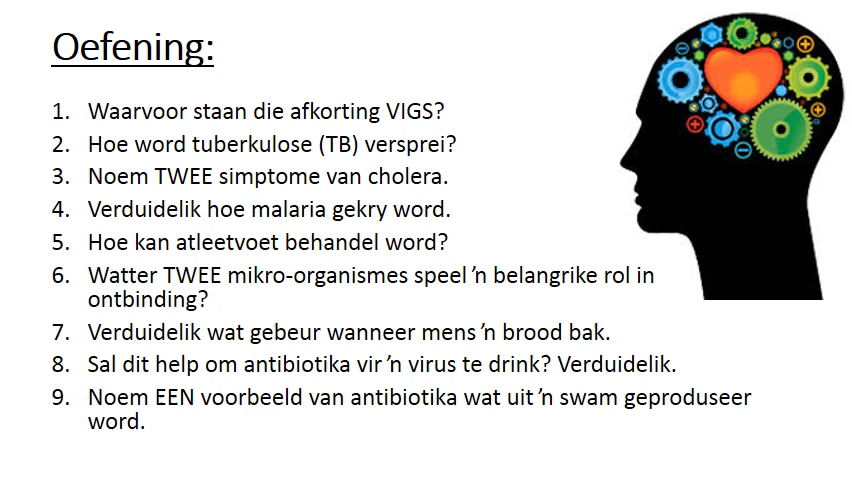 Oefening:
1. Waarvoor staan die afkorting VIGS?
2. Hoe word tuberkulose (TB) versprei?
3. Noem TWEE simptome van cholera.
4. Verduidelik hoe malaria gekry word.
5. Hoe kan atleetvoet behandel word?
6. Watter TWEE mikro-organismes speel ’n belangrike rol in
ontbinding?
7. Verduidelik wat gebeur wanneer mens ’n brood bak.
8. Sal dit help om antibiotika vir ’n virus te drink? Verduidelik.
9. Noem EEN voorbeeld van antibiotika wat uit ’n swam geproduseer
word.